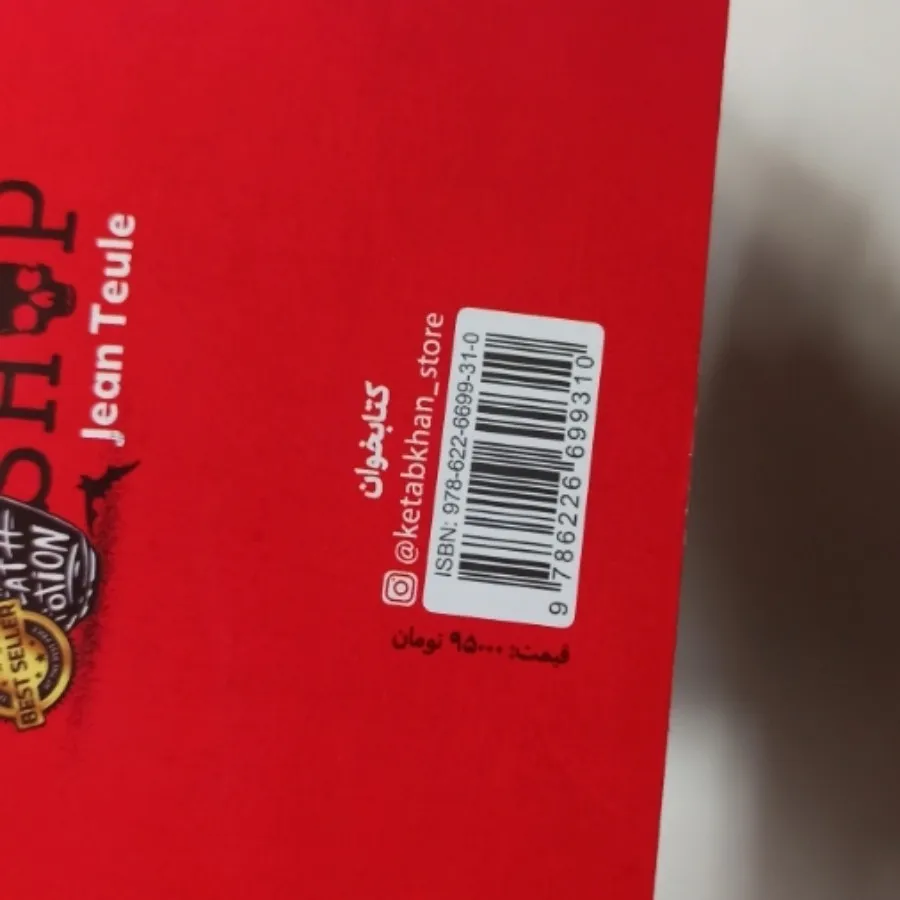 SHOP
Jean Teule
BEST SELLER
کتابخوان
@ketabkhan_store
ISBN: 978-622-6699-31-0
9 786226 699310
قیمت: ۹۵۰۰۰ تومان